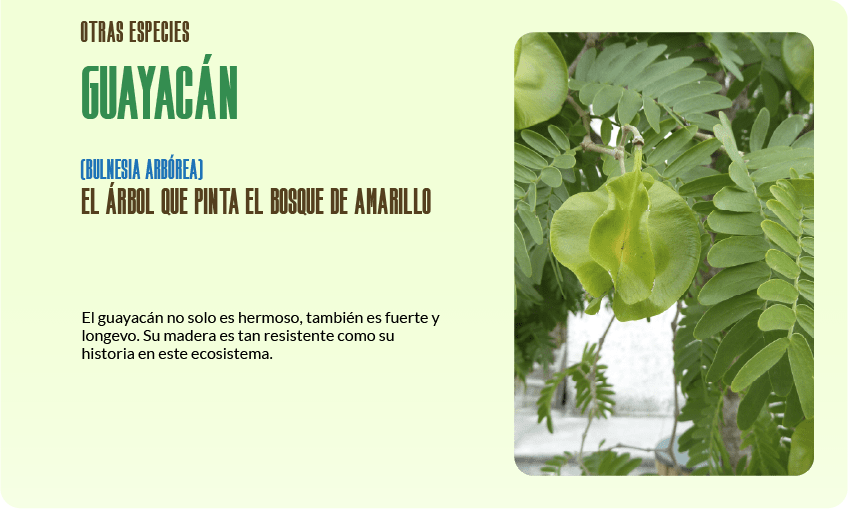 OTRAS ESPECIES
GUAYACÁN
(BULNESIA ARBÓREA)
EL ÁRBOL QUE PINTA EL BOSQUE DE AMARILLO
El guayacán no solo es hermoso, también es fuerte y
longevo. Su madera es tan resistente como su
historia en este ecosistema.